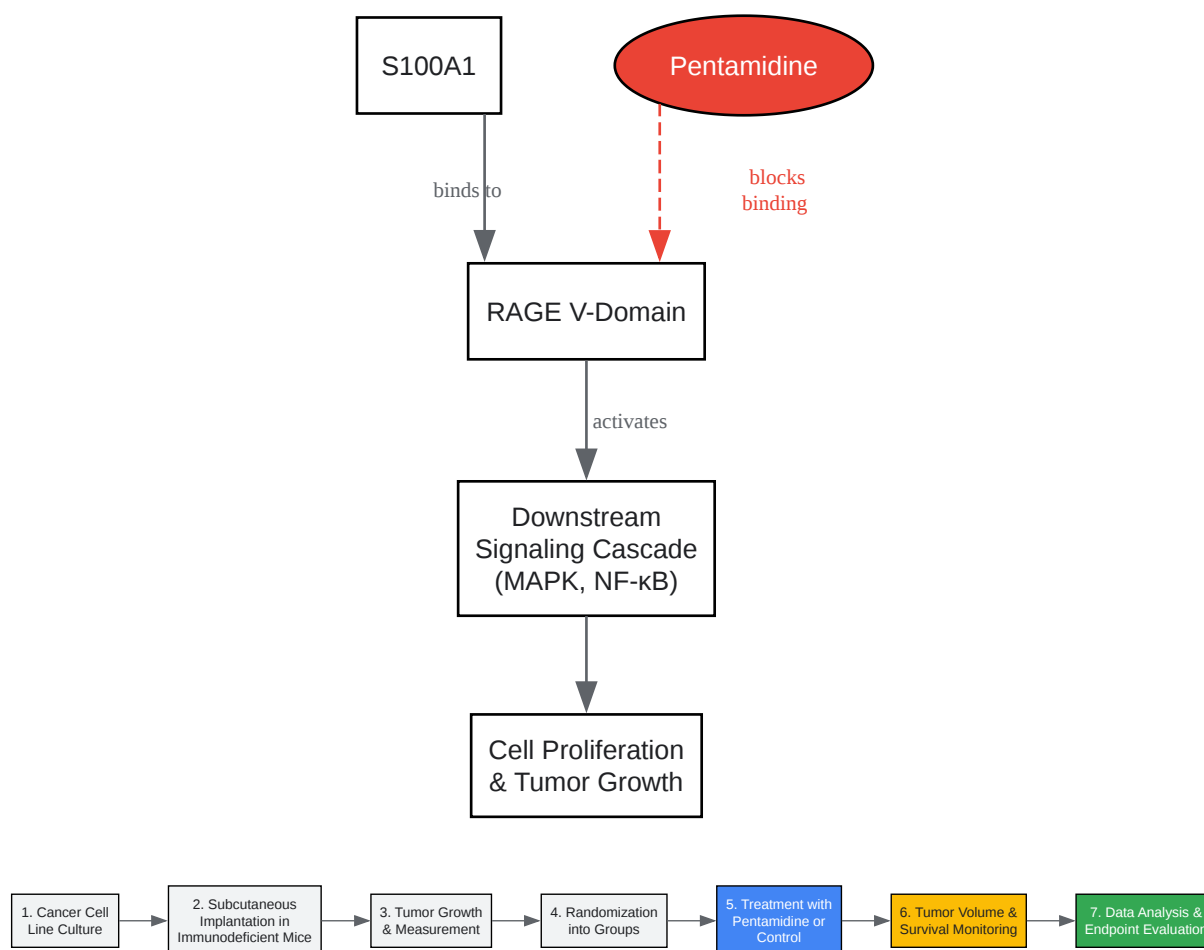 S100A1
Pentamidine
binds to
blocks
binding
RAGE V-Domain
activates
Downstream
Signaling Cascade
(MAPK, NF-κB)
Cell Proliferation
& Tumor Growth
1. Cancer Cell
Line Culture
2. Subcutaneous
Implantation in
Immunodeficient Mice
3. Tumor Growth
& Measurement
4. Randomization
into Groups
5. Treatment with
Pentamidine or
Control
6. Tumor Volume &
Survival Monitoring
7. Data Analysis &
Endpoint Evaluation